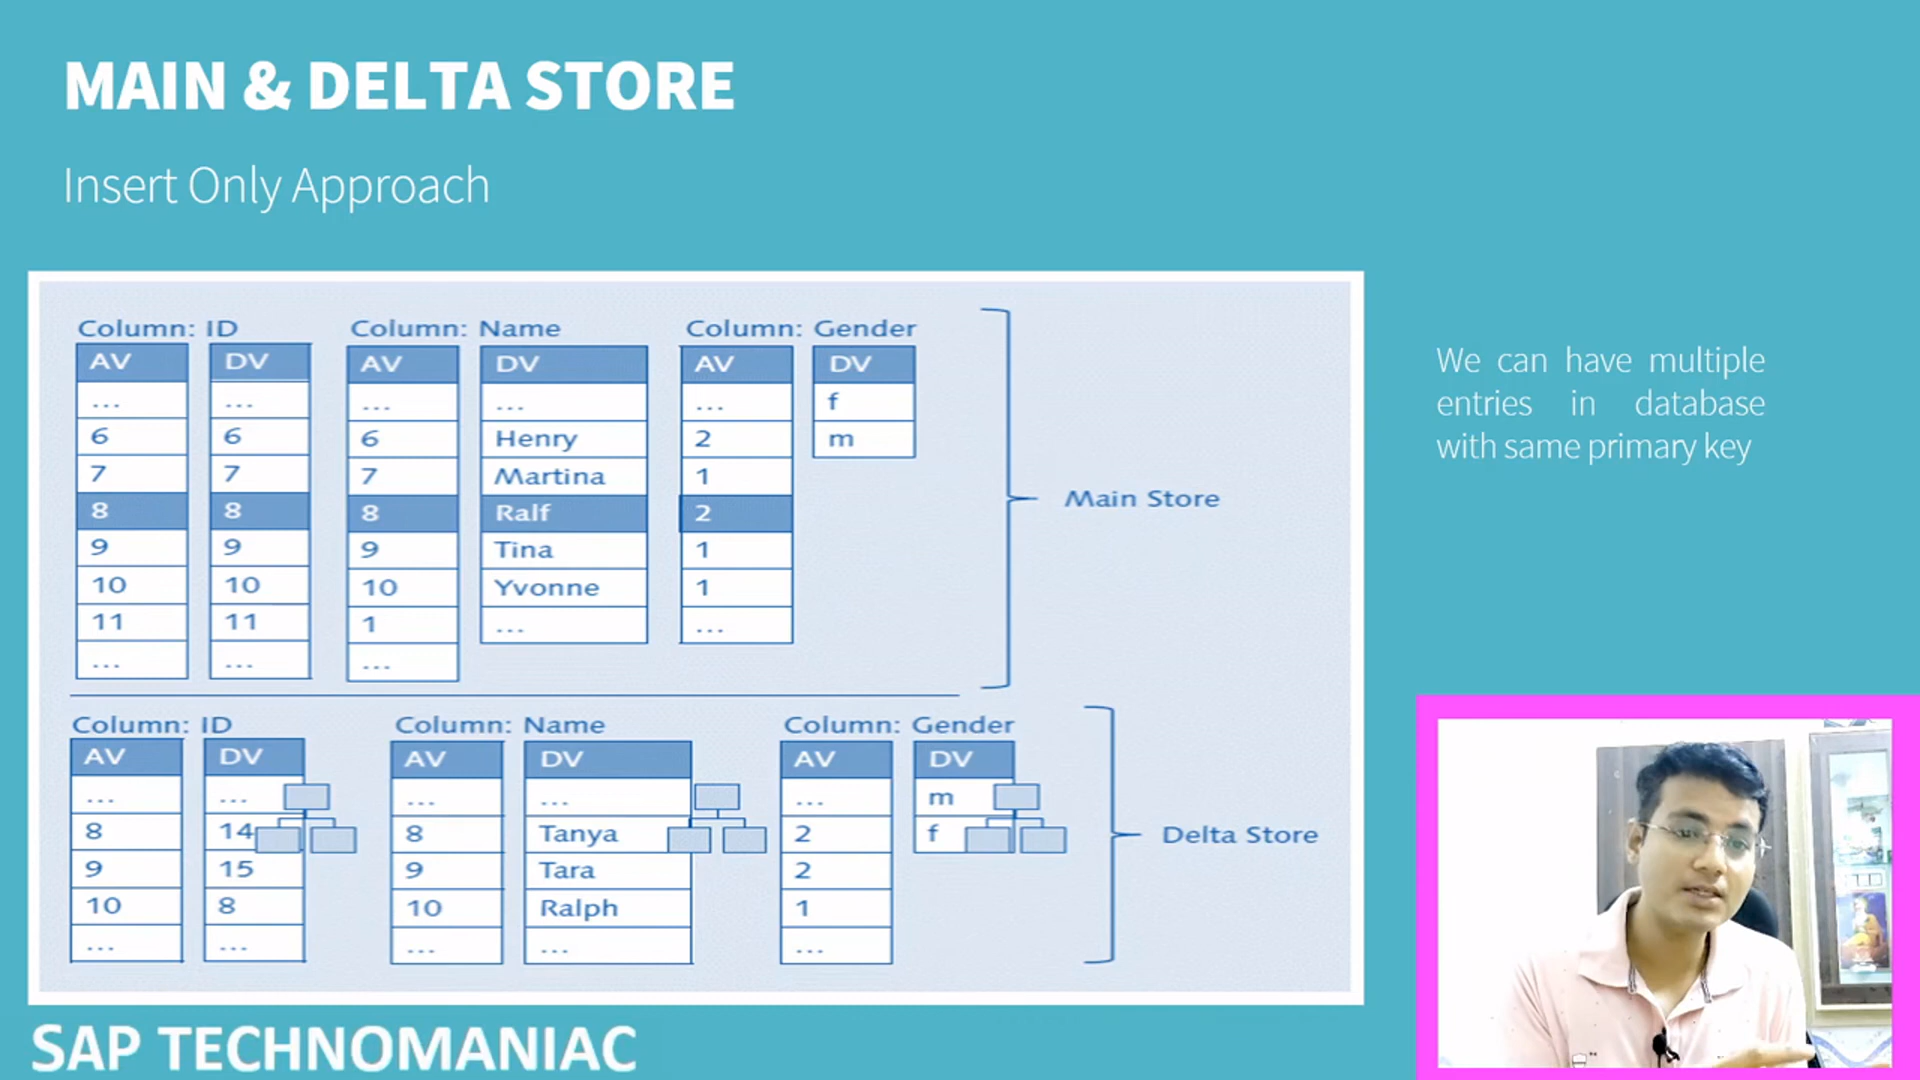 MAIN & DELTA STORE
Insert Only Approach
Column: ID Column: Name Column: Gender
AV DV AV DV AV DV
... ... ... ... ... f
6 6 6 Henry 2 m
7 7 7 Martina 1
8 8 8 Ralf 2
9 9 9 Tina 1
10 10 10 Yvonne 1
11 11 1 ... ...
... ... ...
Main Store
Column: ID Column: Name Column: Gender
AV DV AV DV AV DV
... ... ... ... ... m
8 14 8 Tanya 2 f
9 15 9 Tara 2
10 8 10 Ralph 1
... ... ... ... ...
Delta Store
We can have multiple
entries in database
with same primary key
SAP TECHNOMANIAC